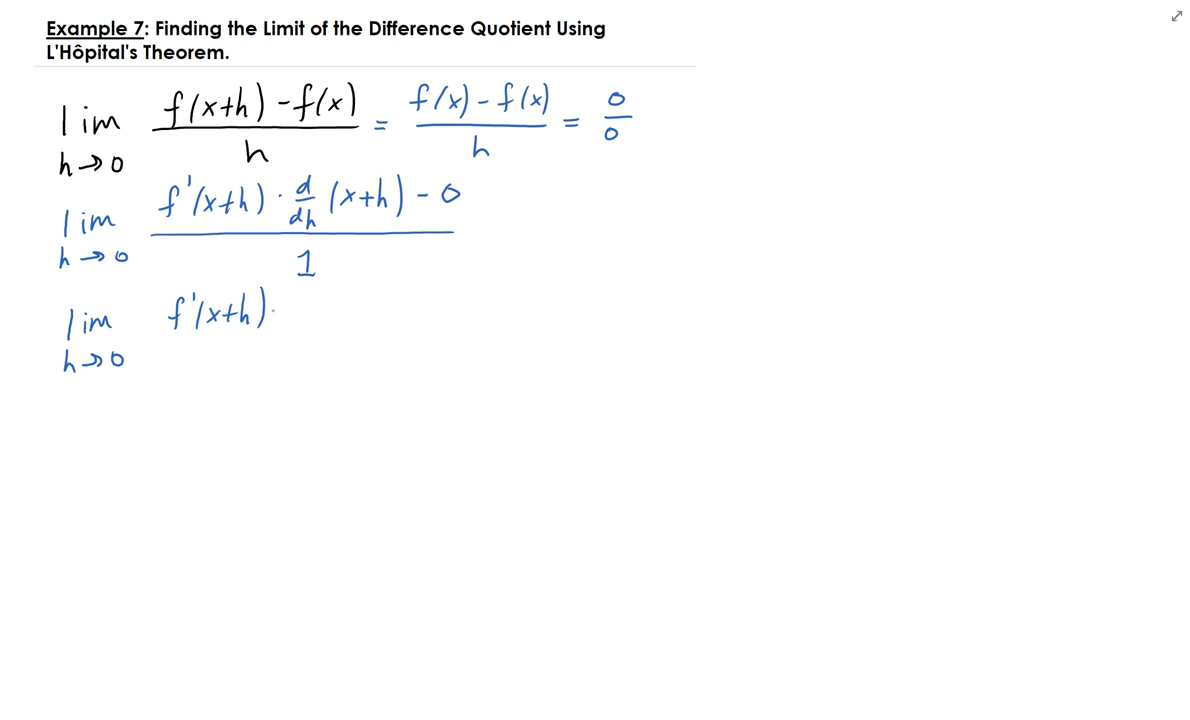 Example 7: Finding the Limit of the Difference Quotient Using
L'Hôpital's Theorem.
lim h→0 (f(x+h) - f(x))/h = (f(x) - f(x))/h = 0/0
lim h→0 (f'(x+h) · d/dh (x+h) - 0)/1
lim h→0 f'(x+h) ·